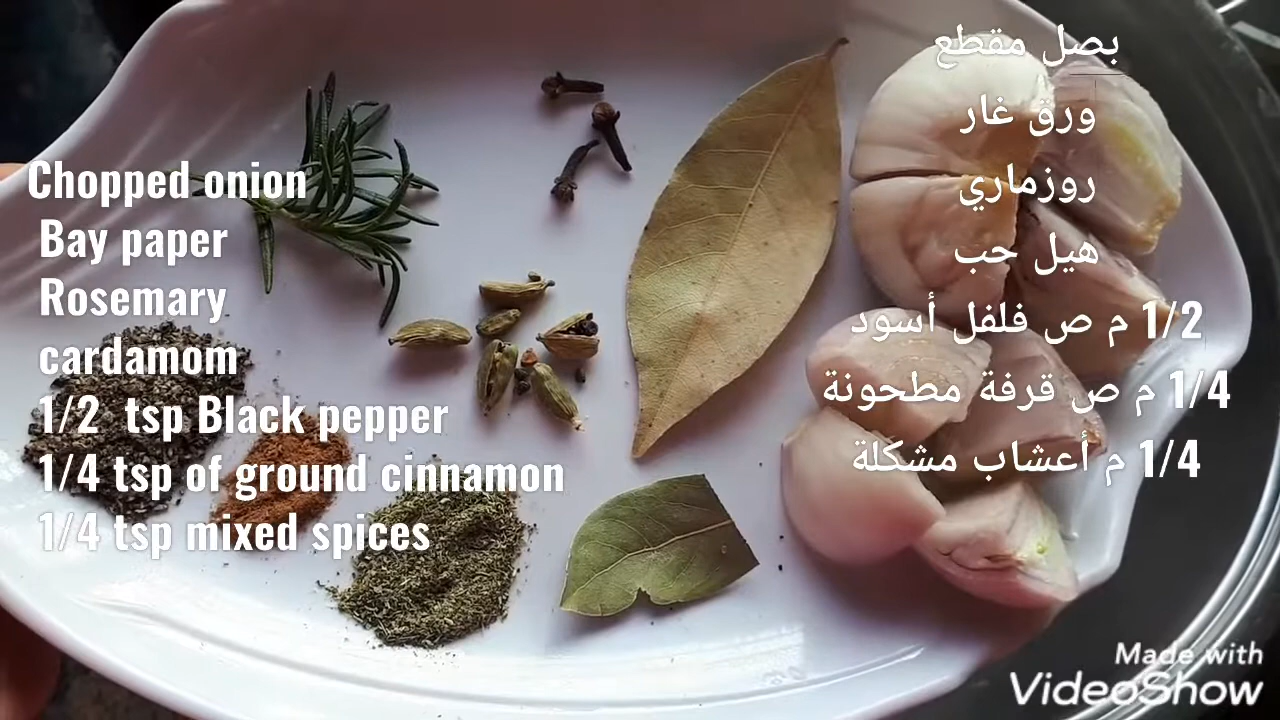 Chopped onion
Bay paper
Rosemary
cardamom
1/2 tsp Black pepper
1/4 tsp of ground cinnamon
1/4 tsp mixed spices
بصل مقطع
ورق غار
روزماري
هيل حب
1/2 م ص فلفل أسود
1/4 م ص قرفة مطحونة
1/4 م أعشاب مشكلة
Made with
VideoShow